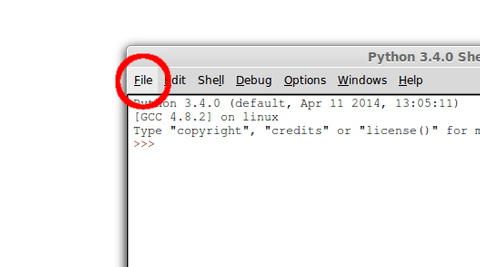 Python 3.4.0 She
File Edit Shell Debug Options Windows Help
Python 3.4.0 (default, Apr 11 2014, 13:05:11)
[GCC 4.8.2] on linux
Type "copyright", "credits" or "license()" for m
>>>